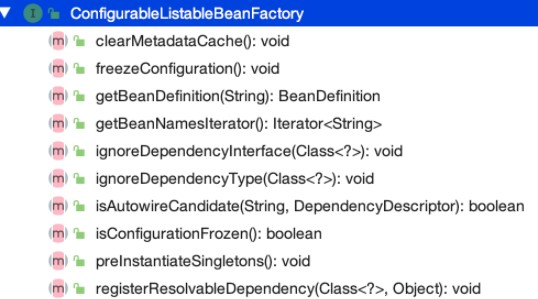 I ConfigurableListableBeanFactory
m clearMetadataCache(): void
m freezeConfiguration(): void
m getBeanDefinition(String): BeanDefinition
m getBeanNamesIterator(): Iterator<String>
m ignoreDependencyInterface(Class<?>): void
m ignoreDependencyType(Class<?>): void
m isAutowireCandidate(String, DependencyDescriptor): boolean
m isConfigurationFrozen(): boolean
m preInstantiateSingletons(): void
m registerResolvableDependency(Class<?>, Object): void